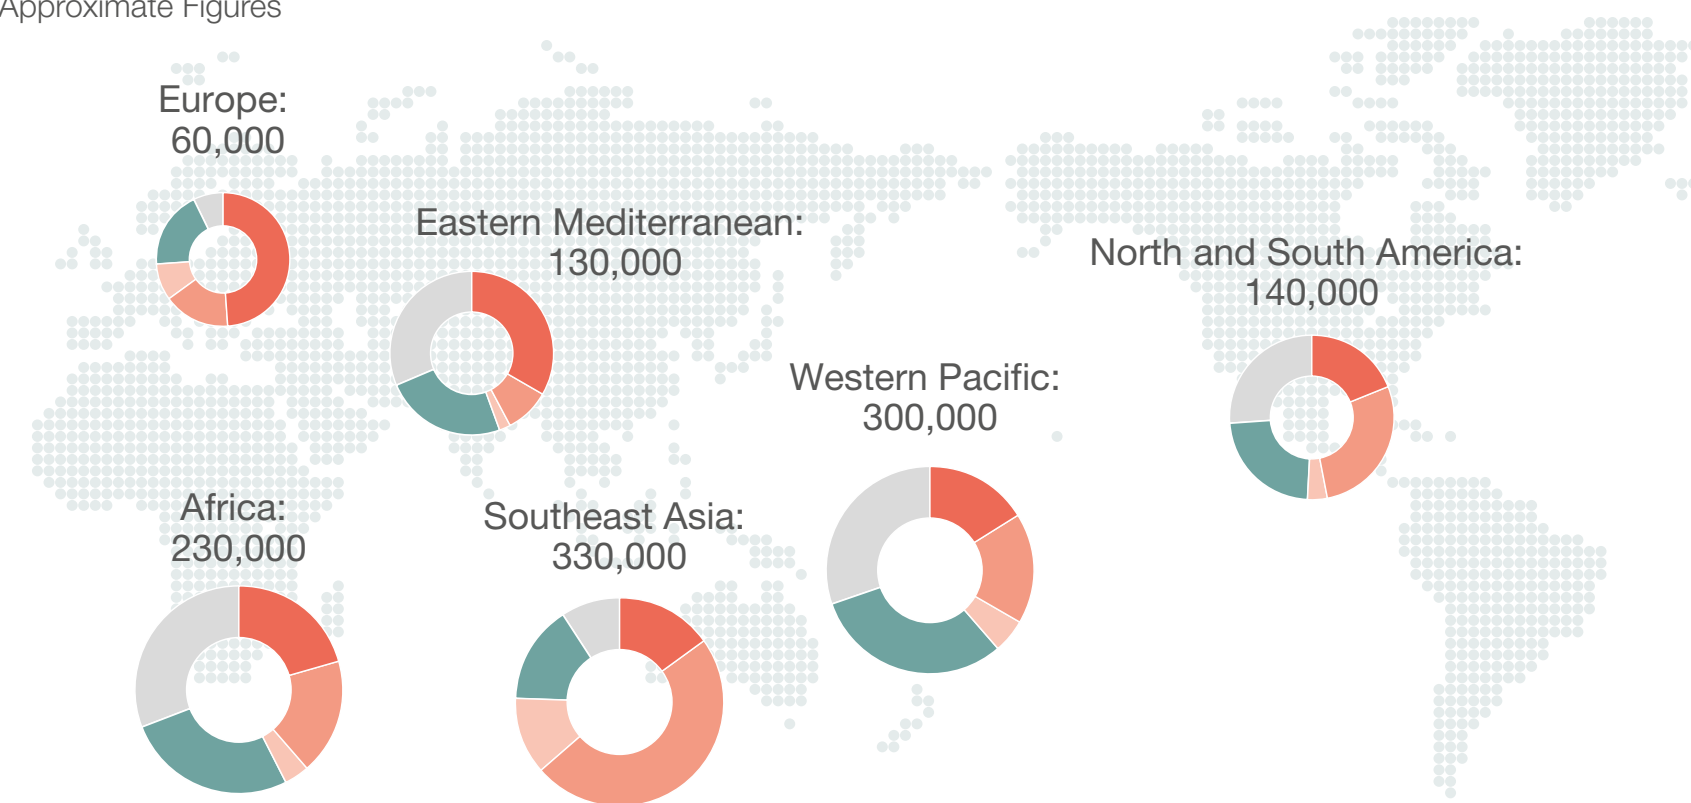 Approximate Figures
Europe:
60,000
Eastern Mediterranean:
130,000
North and South America:
140,000
Western Pacific:
300,000
Africa:
230,000
Southeast Asia:
330,000